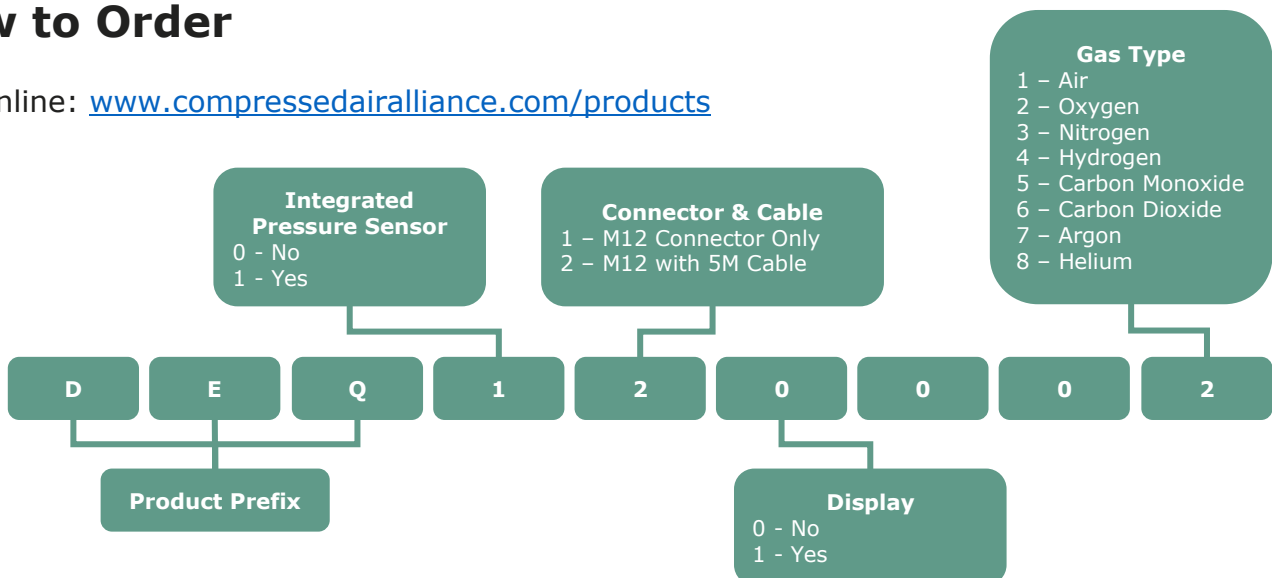 w to Order
nline: www.compressedairalliance.com/products
Gas Type
1 – Air
2 – Oxygen
3 – Nitrogen
4 – Hydrogen
5 – Carbon Monoxide
6 – Carbon Dioxide
7 – Argon
8 – Helium
Integrated
Pressure Sensor
0 - No
1 - Yes
Connector & Cable
1 – M12 Connector Only
2 – M12 with 5M Cable
D E Q 1 2 0 0 0 2
Product Prefix
Display
0 - No
1 - Yes